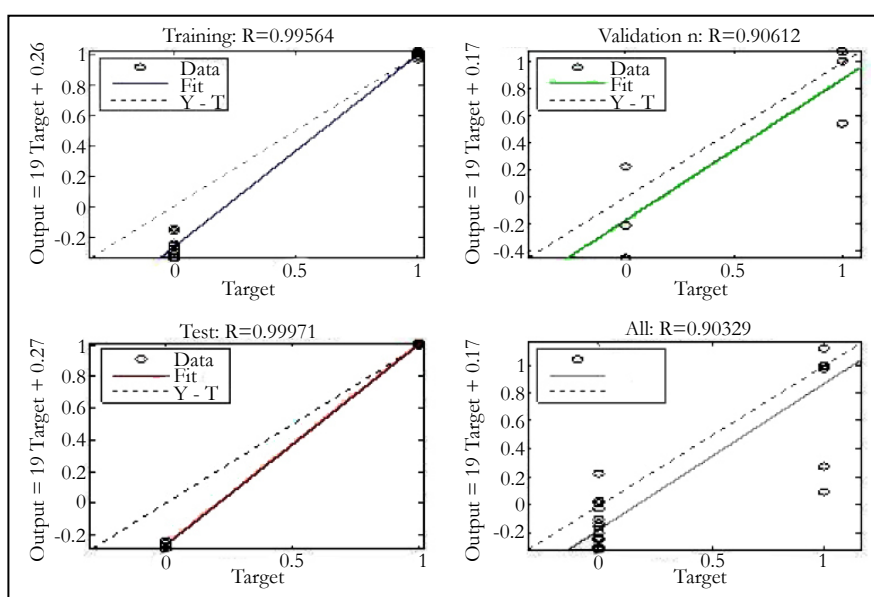 Training: R=0.99564
Output = 19 Target + 0.26
1
0.8
0.6
0.4
0.2
0
-0.2
Data
Fit
Y - T
0
0.5
1
Target
Validation n: R=0.90612
Output = 19 Target + 0.17
1
0.8
0.6
0.4
0.2
0
-0.2
-0.4
Data
Fit
Y - T
0
0.5
1
Target
Test: R=0.99971
Output = 19 Target + 0.27
1
0.8
0.6
0.4
0.2
0
-0.2
Data
Fit
Y - T
0
0.5
1
Target
All: R=0.90329
Output = 19 Target + 0.17
1
0.8
0.6
0.4
0.2
0
-0.2
0
0.5
1
Target